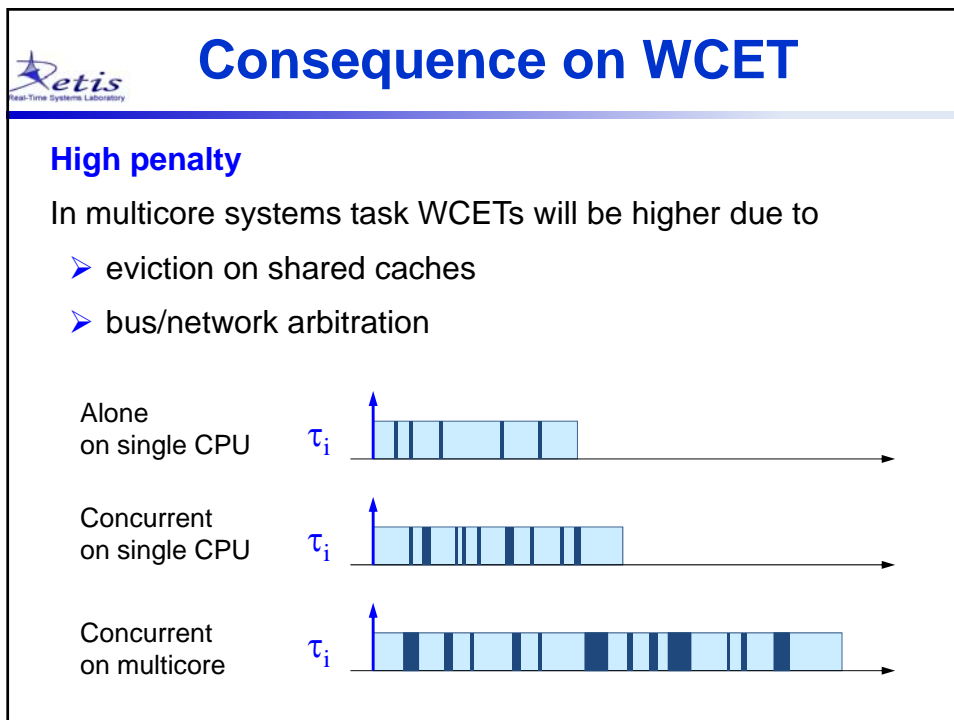 Consequence on WCET
Retis
Real-Time Systems Laboratory
High penalty
In multicore systems task WCETs will be higher due to
➢ eviction on shared caches
➢ bus/network arbitration
Alone
on single CPU
τi
Concurrent
on single CPU
τi
Concurrent
on multicore
τi